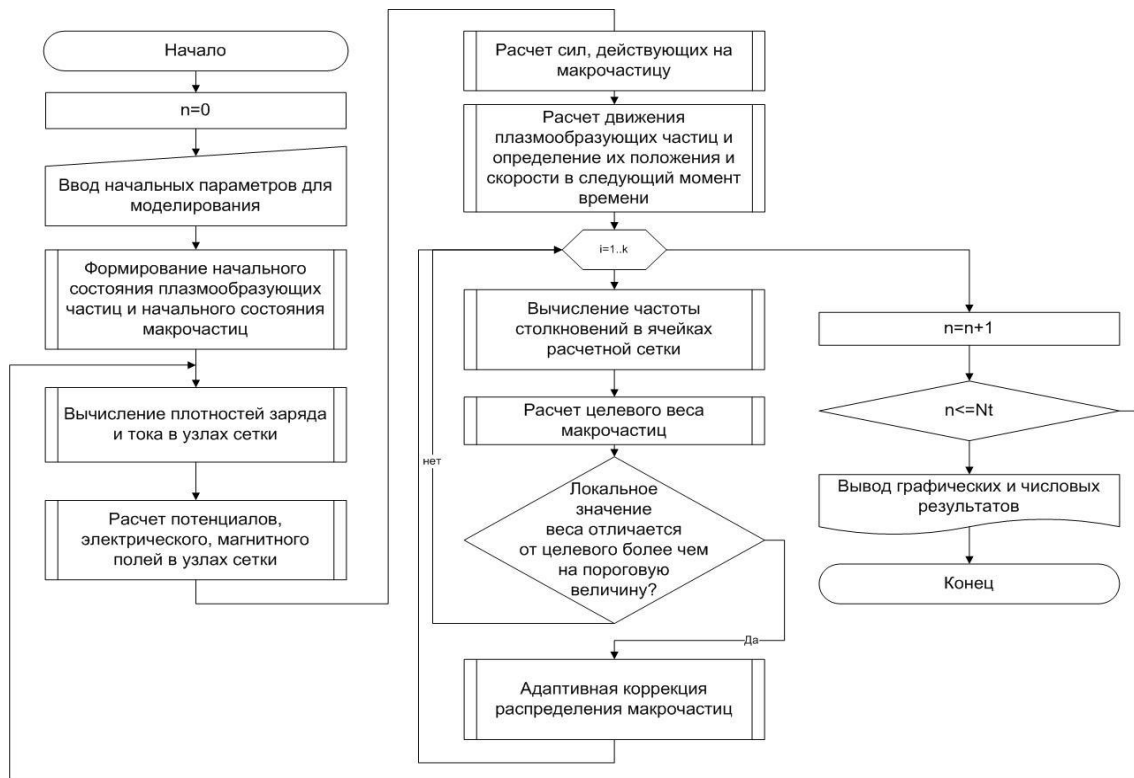 Начало
n=0
Ввод начальных параметров для
моделирования
Формирование начального
состояния плазмообразующих
частиц и начального состояния
макрочастиц
Вычисление плотностей заряда
и тока в узлах сетки
Расчет потенциалов,
электрического, магнитного
полей в узлах сетки
Расчет сил, действующих на
макрочастицу
Расчет движения
плазмообразующих частиц и
определение их положения и
скорости в следующий момент
времени
i=1..k
Вычисление частоты
столкновений в ячейках
расчетной сетки
Расчет целевого веса
макрочастиц
нет
Локальное
значение
веса отличается
от целевого более чем
на пороговую
величину?
Да
Адаптивная коррекция
распределения макрочастиц
n=n+1
n<=Nt
Вывод графических и числовых
результатов
Конец